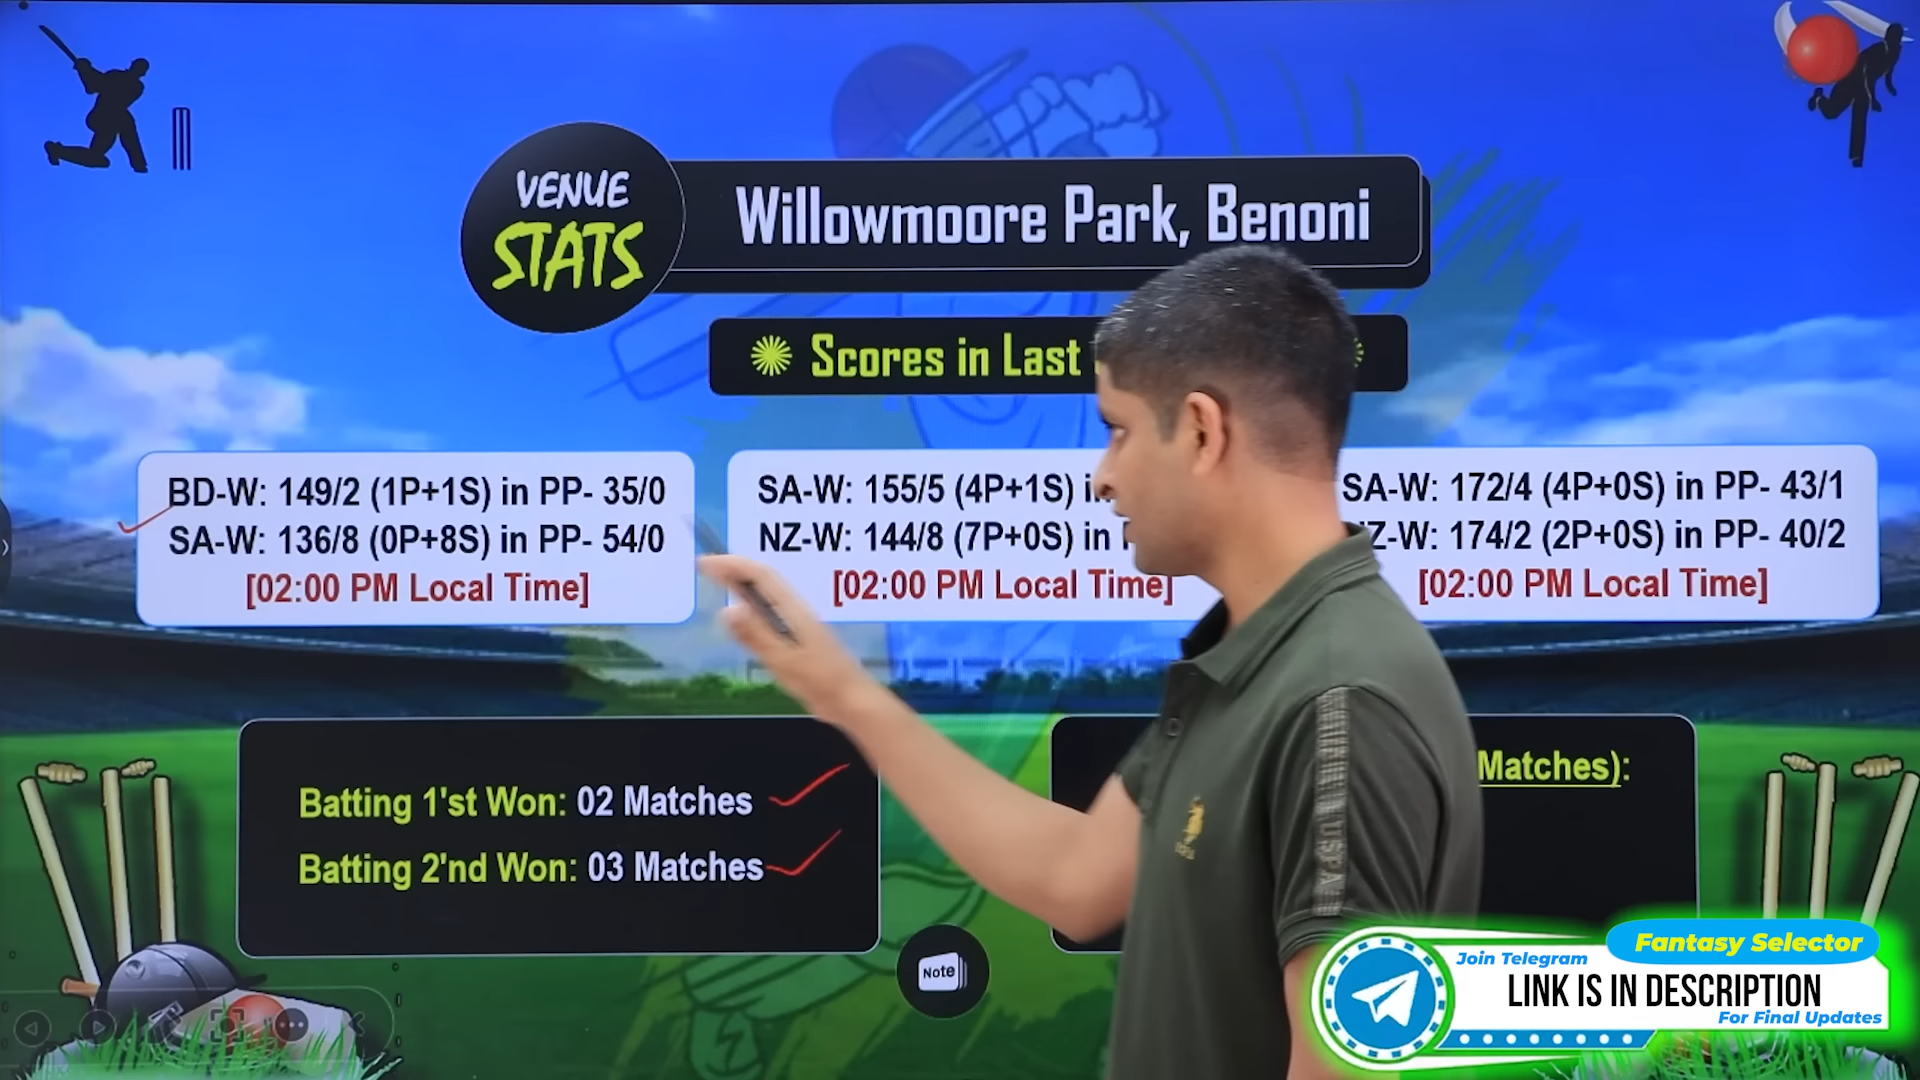 VENUE
STATS
Willowmoore Park, Benoni
Scores in Last
BD-W: 149/2 (1P+1S) in PP- 35/0
SA-W: 136/8 (0P+8S) in PP- 54/0
[02:00 PM Local Time]
SA-W: 155/5 (4P+1S)
NZ-W: 144/8 (7P+0S) in
[02:00 PM Local Time]
SA-W: 172/4 (4P+0S) in PP- 43/1
Z-W: 174/2 (2P+0S) in PP- 40/2
[02:00 PM Local Time]
Batting 1'st Won: 02 Matches
Batting 2'nd Won: 03 Matches
Matches):
Note
USPA
Fantasy Selector
Join Telegram
LINK IS IN DESCRIPTION
For Final Updates